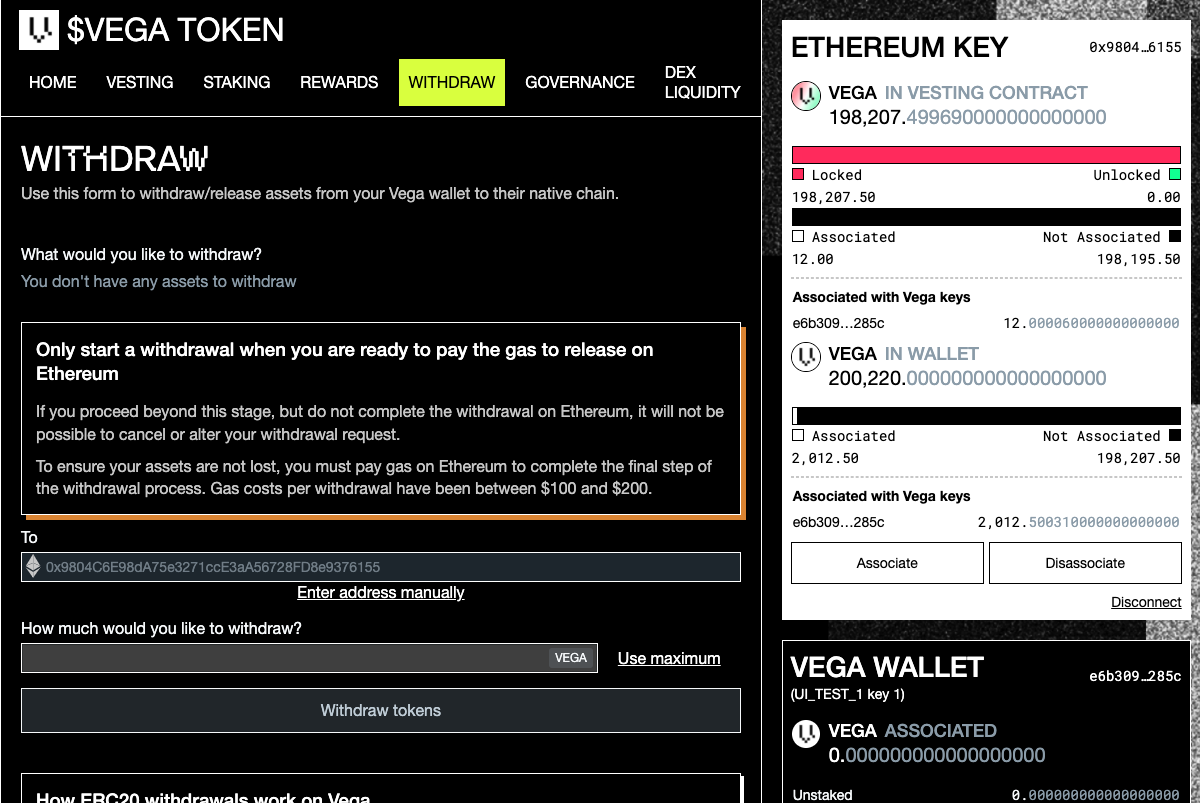 $VEGA TOKEN
HOME VESTING STAKING REWARDS WITHDRAW GOVERNANCE DEX LIQUIDITY
WITHDRAW
Use this form to withdraw/release assets from your Vega wallet to their native chain.
What would you like to withdraw?
You don't have any assets to withdraw
Only start a withdrawal when you are ready to pay the gas to release on
Ethereum
If you proceed beyond this stage, but do not complete the withdrawal on Ethereum, it will not be
possible to cancel or alter your withdrawal request.
To ensure your assets are not lost, you must pay gas on Ethereum to complete the final step of
the withdrawal process. Gas costs per withdrawal have been between $100 and $200.
To
0x9804C6E98dA75e3271ccE3aA56728FD8e9376155
Enter address manually
How much would you like to withdraw?
VEGA Use maximum
Withdraw tokens
How ERC20 withdrawals work on Vega
ETHEREUM KEY 0x9804…6155
VEGA IN VESTING CONTRACT
198,207.499690000000000000
Locked Unlocked
198,207.50 0.00
Associated Not Associated
12.00 198,195.50
Associated with Vega keys
e6b309…285c 12.000060000000000000
VEGA IN WALLET
200,220.000000000000000000
Associated Not Associated
2,012.50 198,207.50
Associated with Vega keys
e6b309…285c 2,012.500310000000000000
Associate Disassociate
Disconnect
VEGA WALLET e6b309…285c
(UI_TEST_1 key 1)
VEGA ASSOCIATED
0.000000000000000000
Unstaked 0.000000000000000000